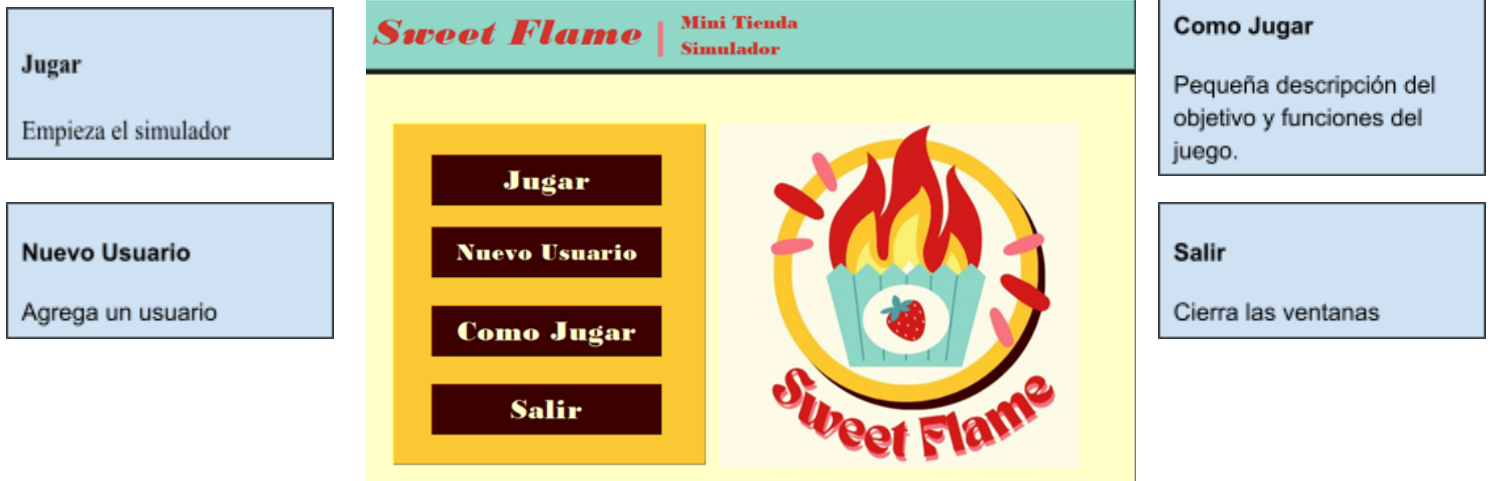 Jugar
Empieza el simulador
Nuevo Usuario
Agrega un usuario
Sweet Flame
Mini Tienda
Simulador
Jugar
Nuevo Usuario
Como Jugar
Salir
Sweet Flame
Como Jugar
Pequeña descripción del
objetivo y funciones del
juego.
Salir
Cierra las ventanas